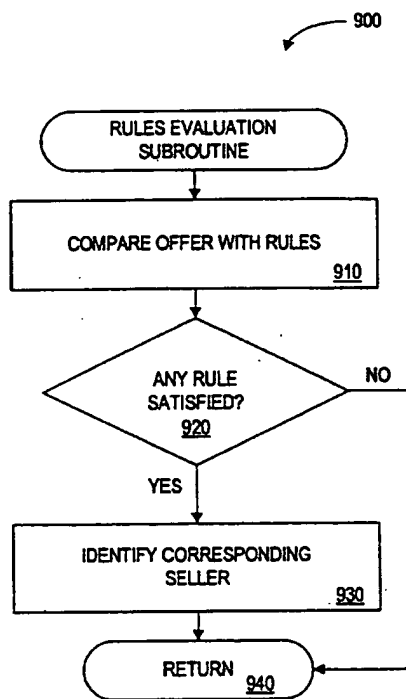 900
RULES EVALUATION
SUBROUTINE
COMPARE OFFER WITH RULES
910
ANY RULE
SATISFIED?
920
NO
YES
IDENTIFY CORRESPONDING
SELLER
930
RETURN
940